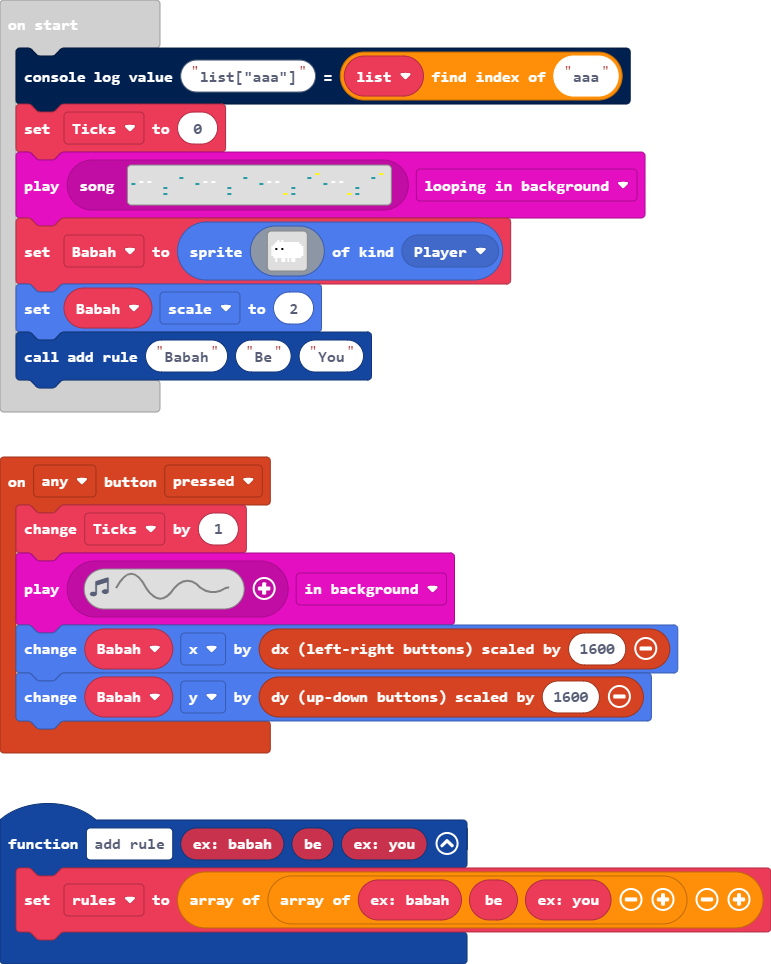 on start
console log value "list["aaa"]" = list find index of "aaa"
set Ticks to 0
play song looping in background
set Babah to sprite of kind Player
set Babah scale to 2
call add rule "Babah" "Be" "You"
on any button pressed
change Ticks by 1
play in background
change Babah x by dx (left-right buttons) scaled by 1600
change Babah y by dy (up-down buttons) scaled by 1600
function add rule ex: babah be ex: you
set rules to array of array of ex: babah be ex: you